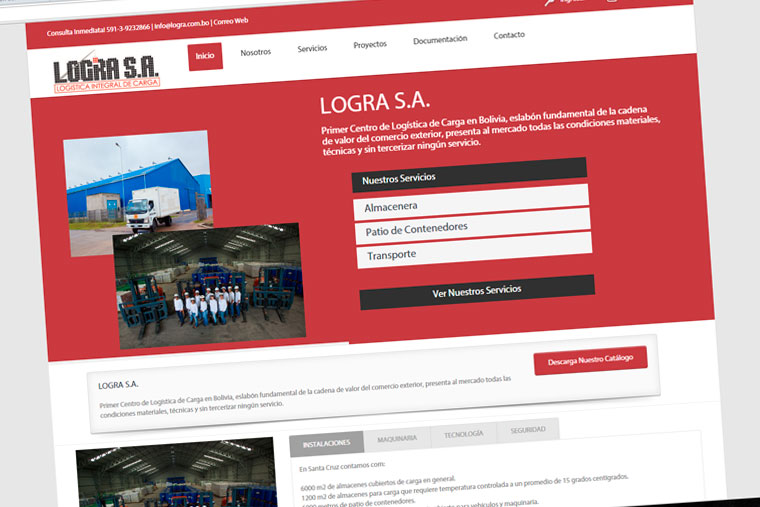 Consulta Inmediata! 591-3-9232866 | info@logra.com.bo | Correo Web
LOGRA S.A.
LOGISTICA INTEGRAL DE CARGA
Inicio
Nosotros
Servicios
Proyectos
Documentación
Contacto
LOGRA S.A.
Primer Centro de Logística de Carga en Bolivia, eslabón fundamental de la cadena
de valor del comercio exterior, presenta al mercado todas las condiciones materiales,
técnicas y sin tercerizar ningún servicio.
Nuestros Servicios
Almacenera
Patio de Contenedores
Transporte
Ver Nuestros Servicios
LOGRA S.A.
Primer Centro de Logística de Carga en Bolivia, eslabón fundamental de la cadena de valor del comercio exterior, presenta al mercado todas las
condiciones materiales, técnicas y sin tercerizar ningún servicio.
Descarga Nuestro Catálogo
INSTALACIONES
MAQUINARIA
TECNOLOGÍA
SEGURIDAD
En Santa Cruz contamos com:
6000 m2 de almacenes cubiertos de carga en general.
1200 m2 de almacenes para carga que requiere temperatura controlada a un promedio de 15 grados centigrados.
metros de patio de contenedores.
para vehículos y maquinaria.